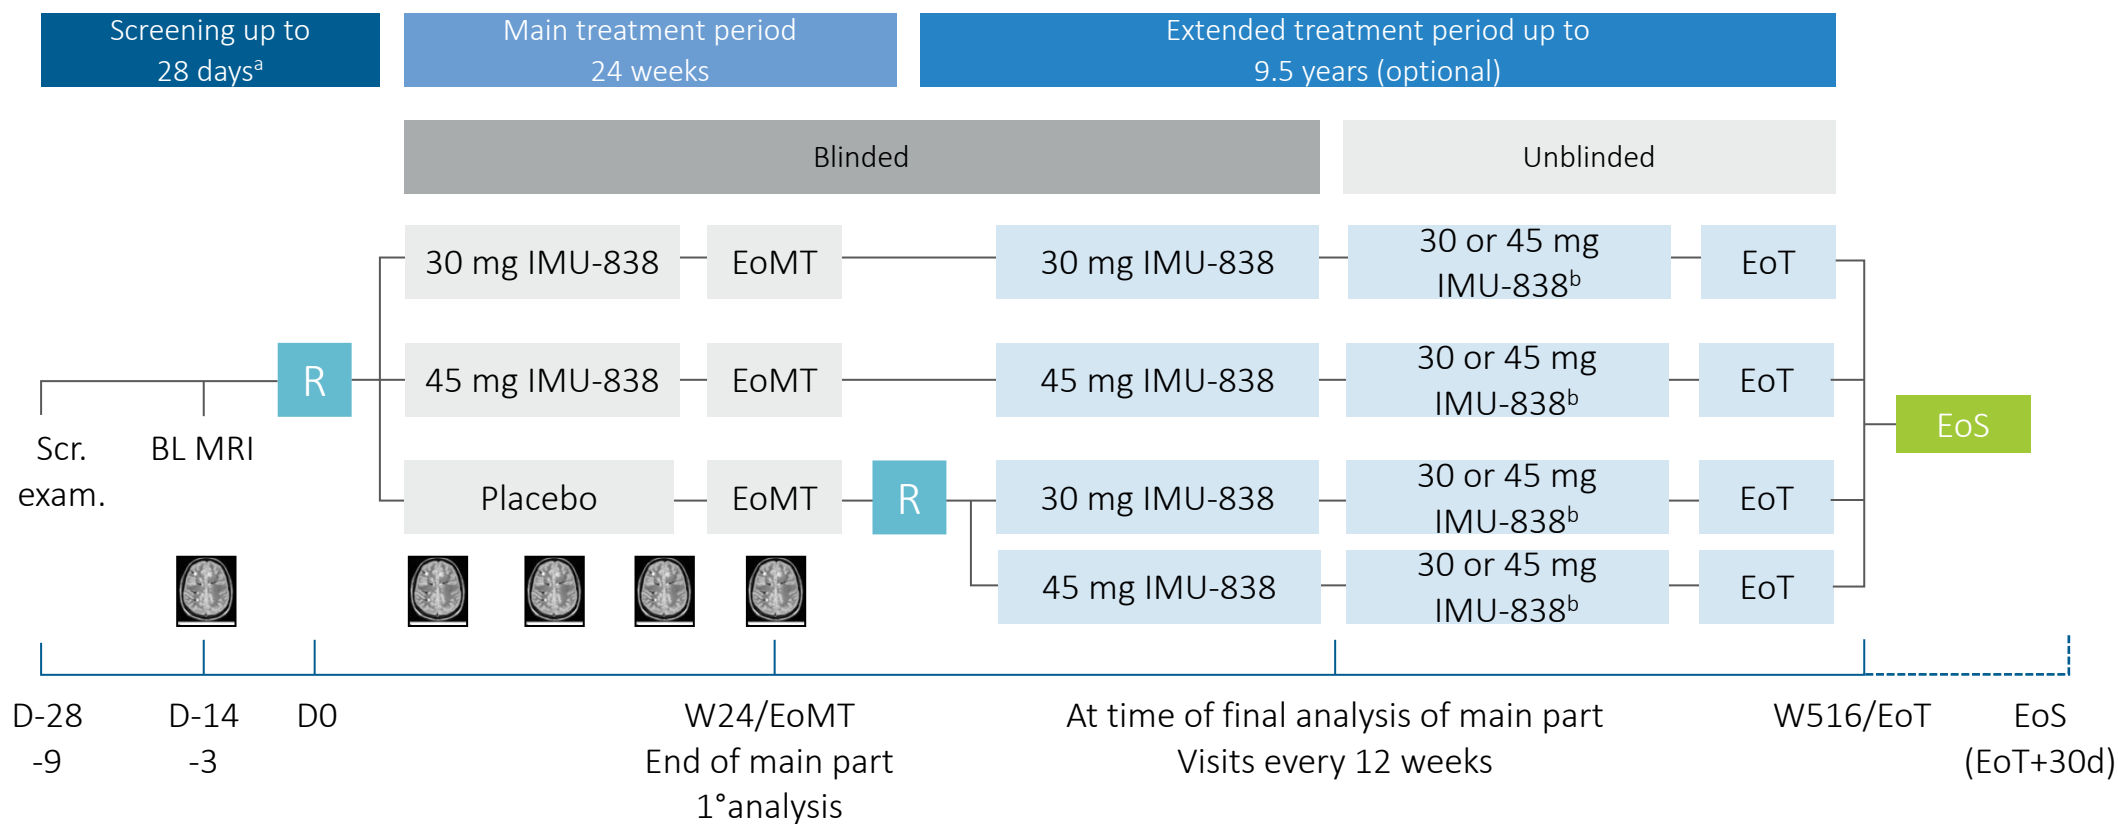 Screening up to
28 daysᵃ
Main treatment period
24 weeks
Extended treatment period up to
9.5 years (optional)
Blinded
Unblinded
30 mg IMU-838
EoMT
30 mg IMU-838
30 or 45 mg
IMU-838ᵇ
EoT
R
45 mg IMU-838
EoMT
45 mg IMU-838
30 or 45 mg
IMU-838ᵇ
EoT
Scr.
exam.
BL MRI
EoS
Placebo
EoMT
R
30 mg IMU-838
30 or 45 mg
IMU-838ᵇ
EoT
45 mg IMU-838
30 or 45 mg
IMU-838ᵇ
EoT
D-28
-9
D-14
-3
D0
W24/EoMT
End of main part
1°analysis
At time of final analysis of main part
Visits every 12 weeks
W516/EoT
EoS
(EoT+30d)